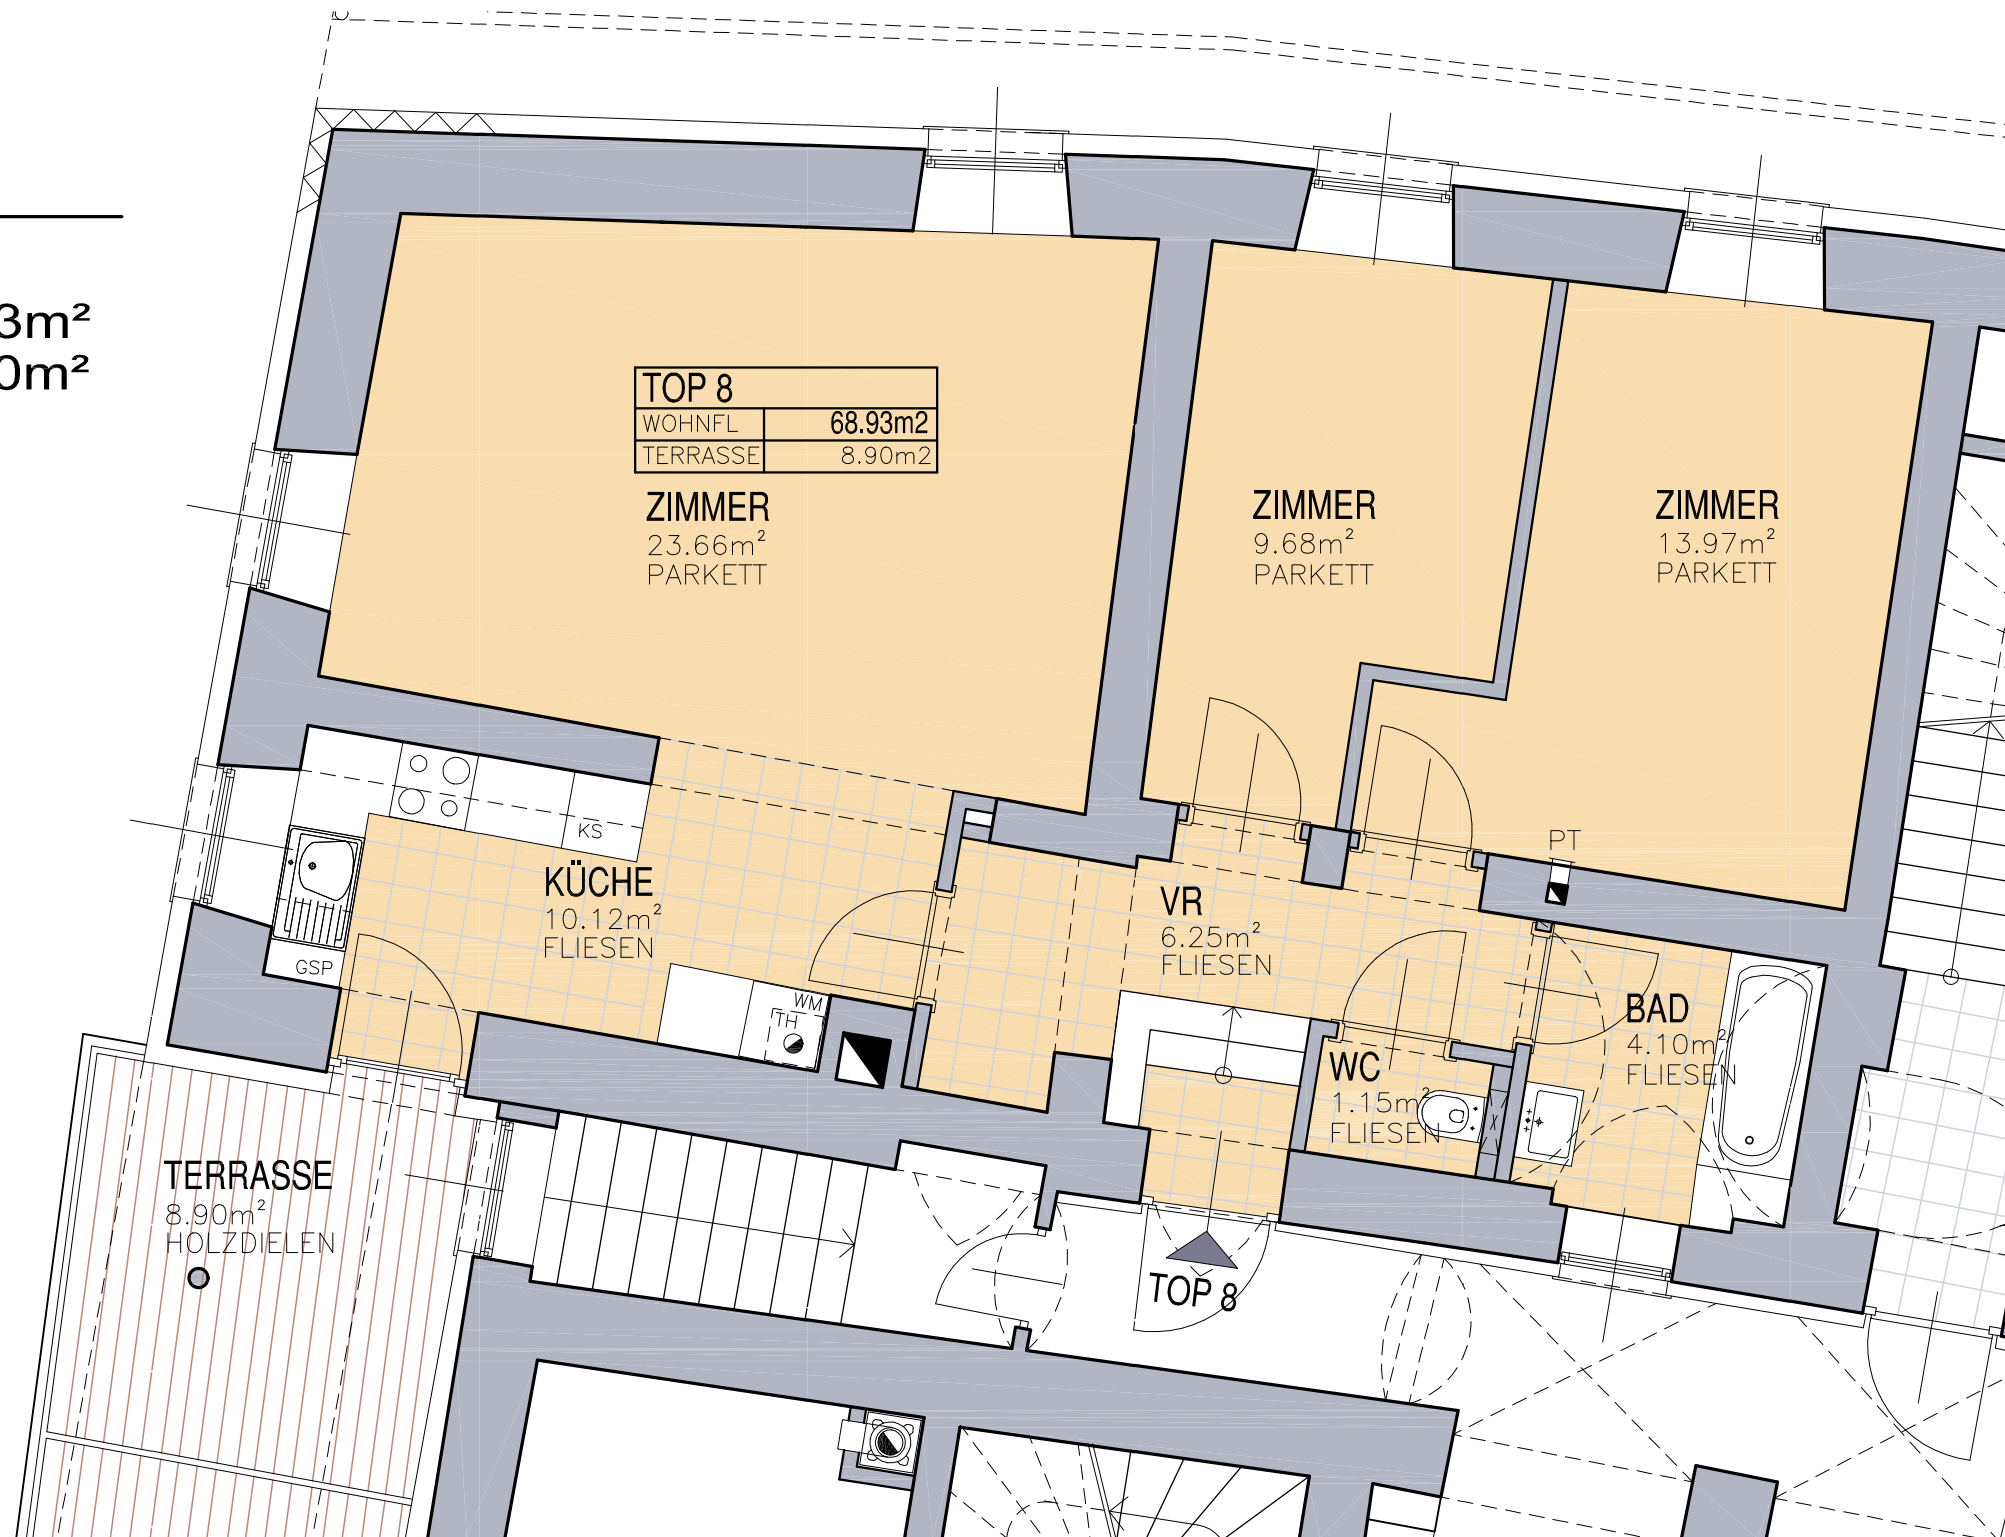 3m²
0m²
TOP 8
WOHNFL 68.93m2
TERRASSE 8.90m2
ZIMMER
23.66m²
PARKETT
ZIMMER
9.68m²
PARKETT
ZIMMER
13.97m²
PARKETT
KS
KÜCHE
10.12m²
FLIESEN
GSP
WM
TH
VR
6.25m²
FLIESEN
PT
BAD
4.10m²
FLIESEN
WC
1.15m²
FLIESEN
TERRASSE
8.90m²
HOLZDIELEN
TOP 8